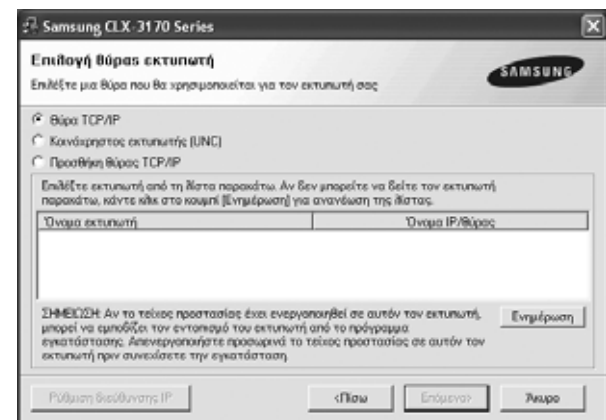 Samsung CLX-3170 Series
Επιλογή θύρας εκτυπωτή
Επιλέξτε μια θύρα που θα χρησιμοποιείται για τον εκτυπωτή σας
SAMSUNG
Θύρα TCP/IP
Κοινόχρηστος εκτυπωτής (UNC)
Προσθήκη θύρας TCP/IP
Επιλέξτε εκτυπωτή από τη λίστα παρακάτω. Αν δεν μπορείτε να δείτε τον εκτυπωτή
παρακάτω, κάντε κλικ στο κουμπί [Ενημέρωση] για ανανέωση της λίστας.
Όνομα εκτυπωτή Όνομα IP/θύρας
ΣΗΜΕΙΩΣΗ: Αν το τείχος προστασίας έχει ενεργοποιηθεί σε αυτόν τον εκτυπωτή,
μπορεί να εμποδίζει τον εντοπισμό του εκτυπωτή από το πρόγραμμα
εγκατάστασης. Απενεργοποιήστε προσωρινά το τείχος προστασίας σε αυτόν τον
εκτυπωτή πριν συνεχίσετε την εγκατάσταση.
Ενημέρωση
Ρύθμιση διεύθυνσης IP <Πίσω Επόμενο> Άκυρο